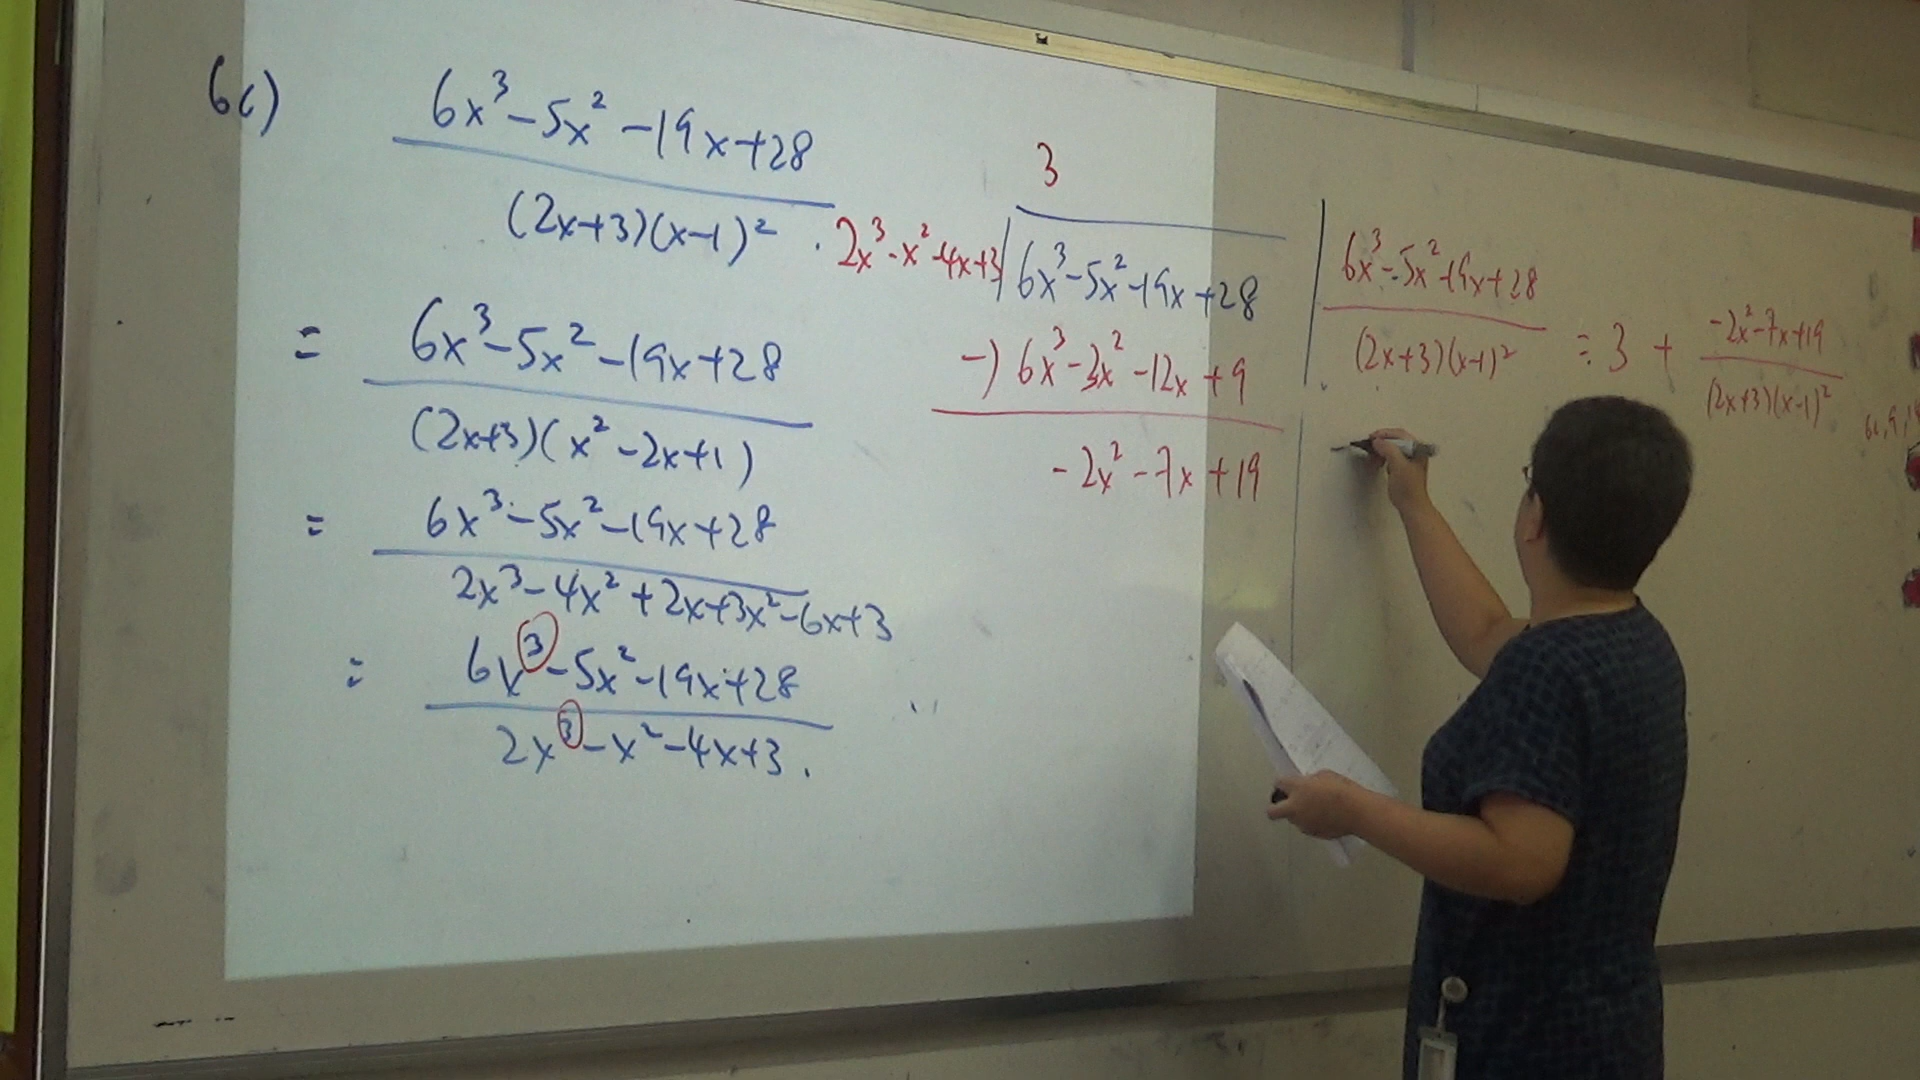 6c)
6x³-5x²-19x+28
(2x+3)(x-1)²
= 6x³-5x²-19x+28
(2x+3)(x²-2x+1)
= 6x³-5x²-19x+28
2x³-4x²+2x+3x²-6x+3
= 6x³-5x²-19x+28
2x³-x²-4x+3.
3
2x³-x²-4x+3 6x³-5x²-19x+28
-) 6x³-3x²-12x+9
-2x²-7x+19
6x³-5x²-19x+28
(2x+3)(x-1)²
= 3 + -2x²-7x+19
(2x+3)(x-1)²